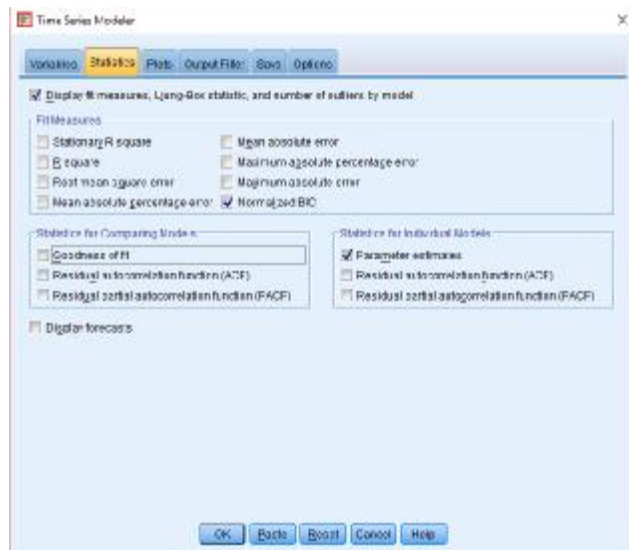 Time Series Modeler
Variables Statistics Plots Output Filter Save Options
Display fit measures, Ljung-Box statistic, and number of outliers by model
Fit Measures
Stationary R square
Mean absolute error
R square
Maximum absolute percentage error
Root mean square error
Maximum absolute error
Mean absolute percentage error
Normalized BIC
Statistics for Comparing Models
Goodness of fit
Residual autocorrelation function (ACF)
Residual partial autocorrelation function (PACF)
Statistics for Individual Models
Parameter estimates
Residual autocorrelation function (ACF)
Residual partial autocorrelation function (PACF)
Display forecasts
OK Paste Reset Cancel Help